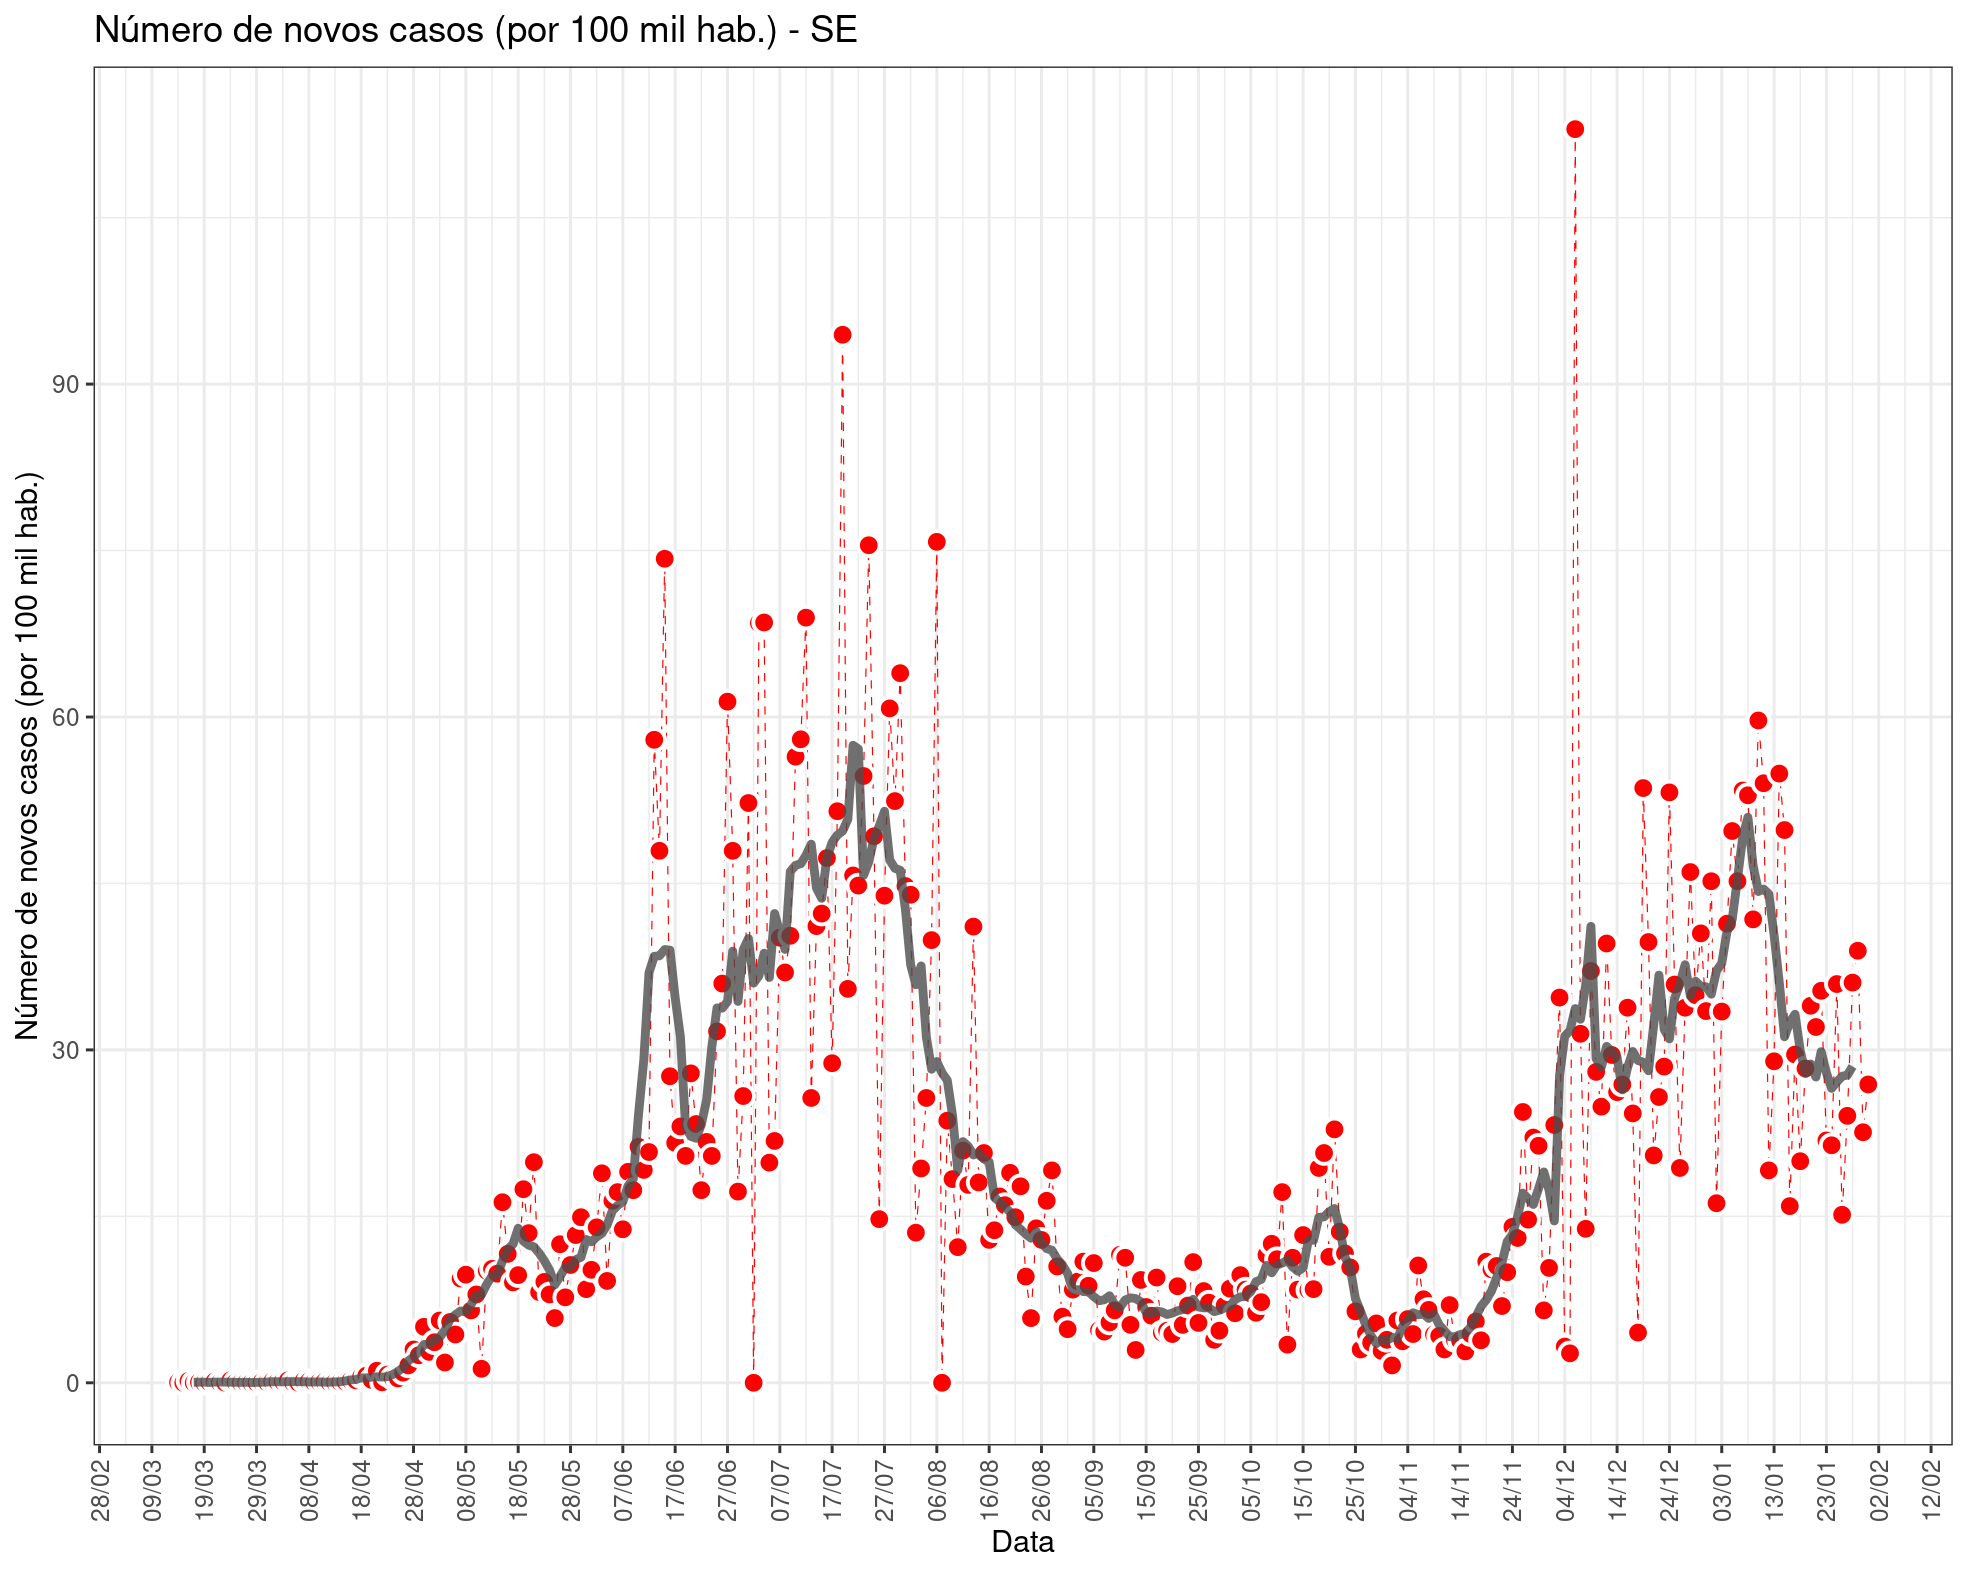 Número de novos casos (por 100 mil hab.) - SE
Número de novos casos (por 100 mil hab.)
90
60
30
0
28/02 09/03 19/03 29/03 08/04 18/04 28/04 08/05 18/05 28/05 07/06 17/06 27/06 07/07 17/07 27/07 06/08 16/08 26/08 05/09 15/09 25/09 05/10 15/10 25/10 04/11 14/11 24/11 04/12 14/12 24/12 03/01 13/01 23/01 02/02 12/02
Data